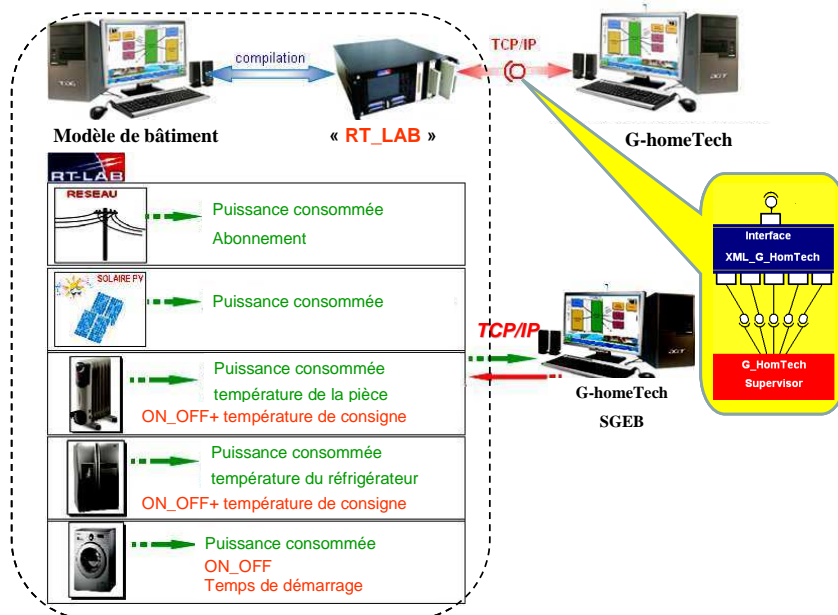 compilation
TCP/IP
Modèle de bâtiment
« RT_LAB »
G-homeTech
RT-LAB
RESEAU
Puissance consommée
Abonnement
SOLAIRE PV
Puissance consommée
Puissance consommée
température de la pièce
ON_OFF+ température de consigne
Puissance consommée
température du réfrigérateur
ON_OFF+ température de consigne
Puissance consommée
ON_OFF
Temps de démarrage
TCP/IP
G-homeTech
SGEB
Interface
XML_G_HomTech
G_HomTech
Supervisor